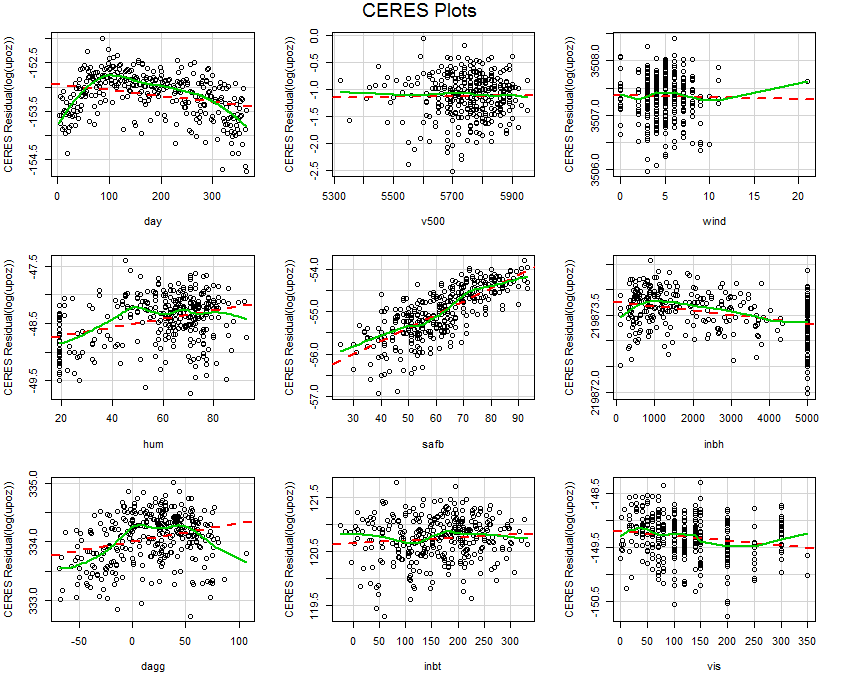 CERES Plots
CERES Residual(log(upoz))
-154.5 -153.5 -152.5
0 100 200 300
day
CERES Residual(log(upoz))
-2.5 -2.0 -1.5 -1.0 -0.5 0.0
5300 5500 5700 5900
v500
CERES Residual(log(upoz))
3506.0 3507.0 3508.0
0 5 10 15 20
wind
CERES Residual(log(upoz))
-49.5 -48.5 -47.5
20 40 60 80
hum
CERES Residual(log(upoz))
-57.0 -56.0 -55.0 -54.0
30 40 50 60 70 80 90
safb
CERES Residual(log(upoz))
219872.0 219873.5
0 1000 2000 3000 4000 5000
inbh
CERES Residual(log(upoz))
333.0 334.0 335.0
-50 0 50 100
dagg
CERES Residual(log(upoz))
119.5 120.5 121.5
0 50 100 150 200 250 300
inbt
CERES Residual(log(upoz))
-150.5 -149.5 -148.5
0 50 100 150 200 250 300 350
vis